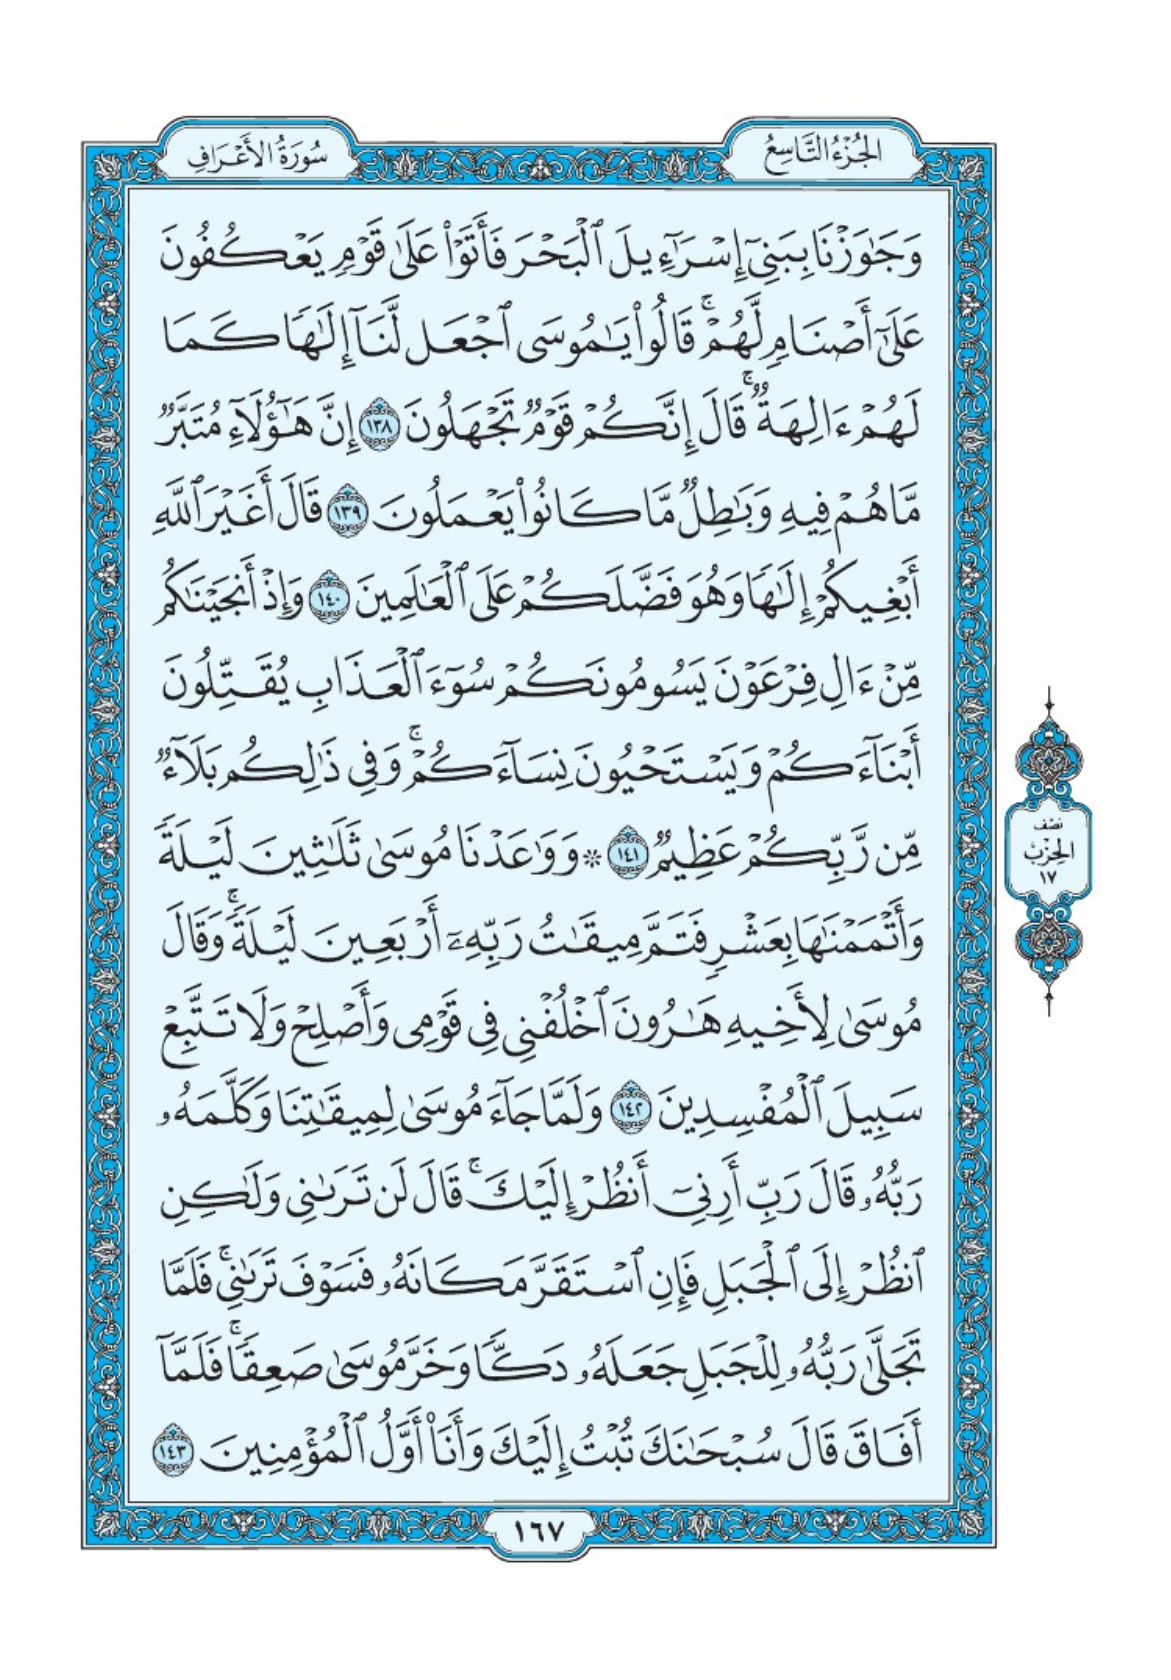 الجُزْءُ التَّاسِعُ
سُورَةُ الأَعْرَافِ
وَجَٰوَزْنَا بِبَنِىٓ إِسْرَٰٓءِيلَ ٱلْبَحْرَ فَأَتَوْا۟ عَلَىٰ قَوْمٍ يَعْكُفُونَ
عَلَىٰٓ أَصْنَامٍ لَّهُمْ ۚ قَالُوا۟ يَٰمُوسَى ٱجْعَل لَّنَآ إِلَٰهًا كَمَا
لَهُمْ ءَالِهَةٌ ۚ قَالَ إِنَّكُمْ قَوْمٌ تَجْهَلُونَ ١٣٨ إِنَّ هَٰٓؤُلَآءِ مُتَبَّرٌ
مَّا هُمْ فِيهِ وَبَٰطِلٌ مَّا كَانُوا۟ يَعْمَلُونَ ١٣٩ قَالَ أَغَيْرَ ٱللَّهِ
أَبْغِيكُمْ إِلَٰهًا وَهُوَ فَضَّلَكُمْ عَلَى ٱلْعَٰلَمِينَ ١٤٠ وَإِذْ أَنجَيْنَٰكُم
مِّنْ ءَالِ فِرْعَوْنَ يَسُومُونَكُمْ سُوٓءَ ٱلْعَذَابِ يُقَتِّلُونَ
أَبْنَآءَكُمْ وَيَسْتَحْيُونَ نِسَآءَكُمْ ۚ وَفِى ذَٰلِكُم بَلَآءٌ
مِّن رَّبِّكُمْ عَظِيمٌ ١٤١ ۞ وَوَٰعَدْنَا مُوسَىٰ ثَلَٰثِينَ لَيْلَةً
وَأَتْمَمْنَٰهَا بِعَشْرٍ فَتَمَّ مِيقَٰتُ رَبِّهِۦٓ أَرْبَعِينَ لَيْلَةً ۚ وَقَالَ
مُوسَىٰ لِأَخِيهِ هَٰرُونَ ٱخْلُفْنِى فِى قَوْمِى وَأَصْلِحْ وَلَا تَتَّبِعْ
سَبِيلَ ٱلْمُفْسِدِينَ ١٤٢ وَلَمَّا جَآءَ مُوسَىٰ لِمِيقَٰتِنَا وَكَلَّمَهُۥ
رَبُّهُۥ قَالَ رَبِّ أَرِنِىٓ أَنظُرْ إِلَيْكَ ۚ قَالَ لَن تَرَىٰنِى وَلَٰكِنِ
ٱنظُرْ إِلَى ٱلْجَبَلِ فَإِنِ ٱسْتَقَرَّ مَكَانَهُۥ فَسَوْفَ تَرَىٰنِى ۚ فَلَمَّا
تَجَلَّىٰ رَبُّهُۥ لِلْجَبَلِ جَعَلَهُۥ دَكًّا وَخَرَّ مُوسَىٰ صَعِقًا ۚ فَلَمَّآ
أَفَاقَ قَالَ سُبْحَٰنَكَ تُبْتُ إِلَيْكَ وَأَنَا۠ أَوَّلُ ٱلْمُؤْمِنِينَ ١٤٣
نصْف
الحِزْب
١٧
١٦٧